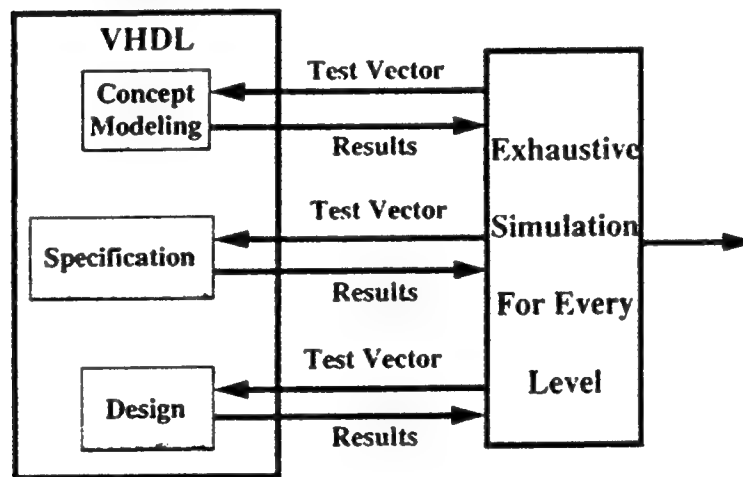 VHDL
Concept
Modeling
Test Vector
Results
Specification
Test Vector
Results
Design
Test Vector
Results
Exhaustive
Simulation
For Every
Level